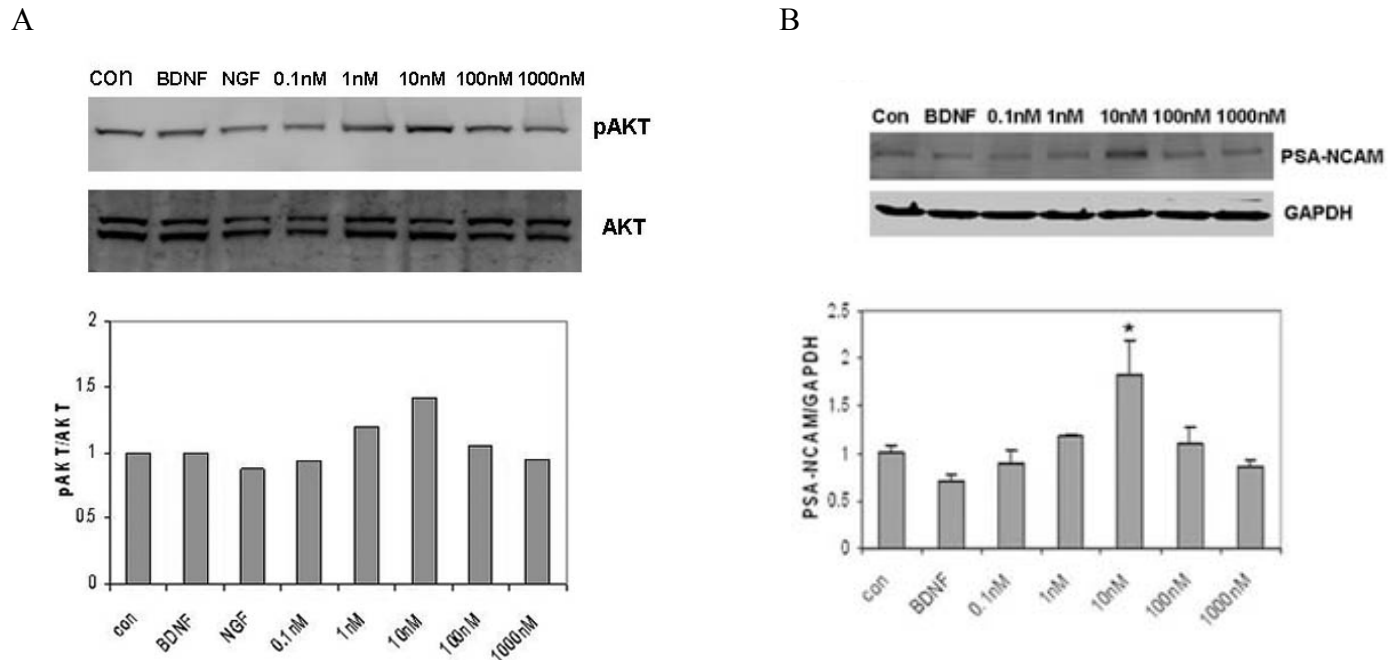 A
con BDNF NGF 0.1nM 1nM 10nM 100nM 1000nM
pAKT
AKT
2
1.5
1
0.5
0
pAKT/AKT
con BDNF NGF 0.1nM 1nM 10nM 100nM 1000nM
B
Con BDNF 0.1nM 1nM 10nM 100nM 1000nM
PSA-NCAM
GAPDH
2.5
2
1.5
1
0.5
0
PSA-NCAM/GAPDH
*
con BDNF 0.1nM 1nM 10nM 100nM 1000nM